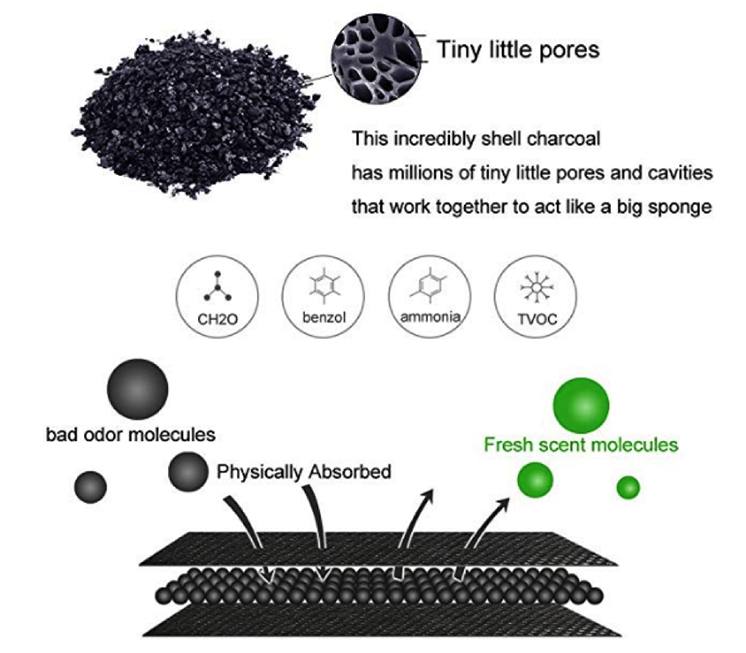 Tiny little pores
This incredibly shell charcoal
has millions of tiny little pores and cavities
that work together to act like a big sponge
CH2O
benzol
ammonia
TVOC
bad odor molecules
Fresh scent molecules
Physically Absorbed